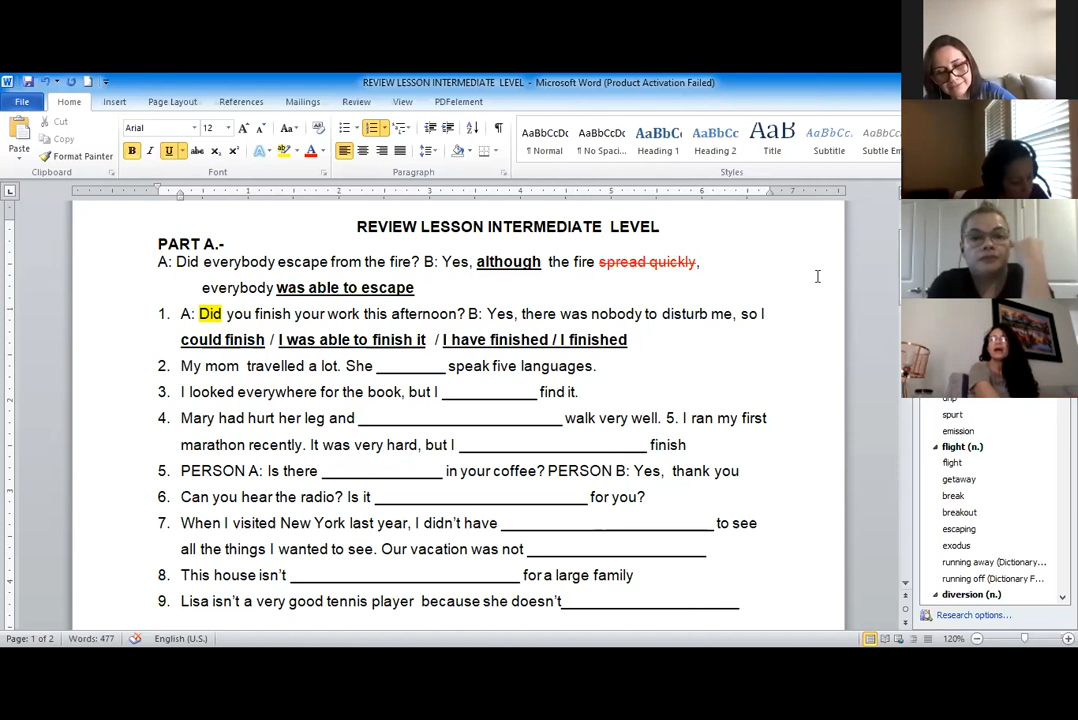 REVIEW LESSON INTERMEDIATE LEVEL - Microsoft Word (Product Activation Failed)
File Home Insert Page Layout References Mailings Review View PDFelement
Cut
Copy
Format Painter
Paste
Arial 12
Clipboard Font Paragraph Styles
AaBbCcDc AaBbCcDc AaBbC AaBbCc AaB AaBbCc. AaBbCcDc
¶ Normal ¶ No Spaci... Heading 1 Heading 2 Title Subtitle Subtle Em
1 2 3 4 5 6 7
REVIEW LESSON INTERMEDIATE LEVEL
PART A.-
A: Did everybody escape from the fire? B: Yes, although the fire spread quickly,
everybody was able to escape
1. A: Did you finish your work this afternoon? B: Yes, there was nobody to disturb me, so I
could finish / I was able to finish it / I have finished / I finished
2. My mom travelled a lot. She ________ speak five languages.
3. I looked everywhere for the book, but I ___________ find it.
4. Mary had hurt her leg and ________________________ walk very well. 5. I ran my first
marathon recently. It was very hard, but I ______________________ finish
5. PERSON A: Is there ______________ in your coffee? PERSON B: Yes, thank you
6. Can you hear the radio? Is it _________________________ for you?
7. When I visited New York last year, I didn't have _________________________ to see
all the things I wanted to see. Our vacation was not _____________________
8. This house isn't ___________________________ for a large family
9. Lisa isn't a very good tennis player because she doesn't_____________________
spurt
emission
flight (n.)
flight
getaway
break
breakout
escaping
exodus
running away (Dictionary...
running off (Dictionary F...
diversion (n.)
Research options...
Page: 1 of 2 Words: 477 English (U.S.) 120%